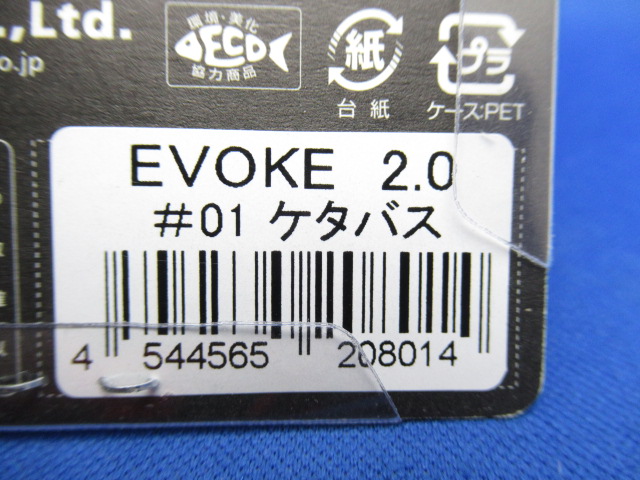 .,Ltd.
o.jp
環境・美化
ECO
協力商品
紙
台紙
プラ
ケース:PET
EVOKE 2.0
#01 ケタバス
4 544565 208014